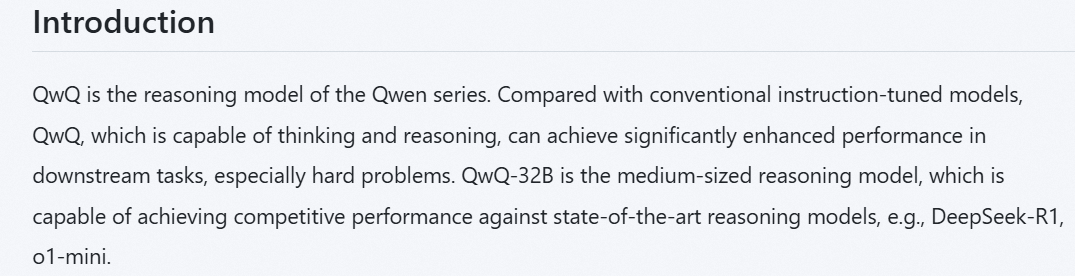 Introduction
QwQ is the reasoning model of the Qwen series. Compared with conventional instruction-tuned models,
QwQ, which is capable of thinking and reasoning, can achieve significantly enhanced performance in
downstream tasks, especially hard problems. QwQ-32B is the medium-sized reasoning model, which is
capable of achieving competitive performance against state-of-the-art reasoning models, e.g., DeepSeek-R1,
o1-mini.